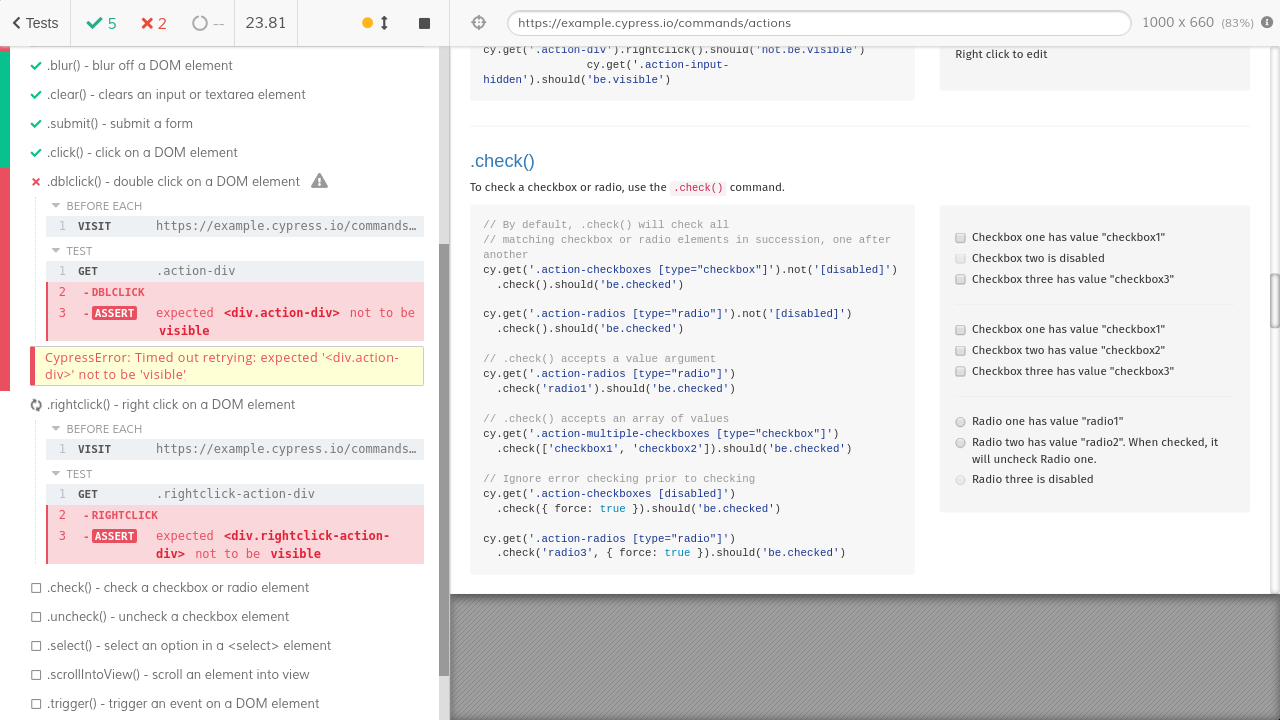 Tests
5
2
--
23.81
https://example.cypress.io/commands/actions
1000 x 660 (83%)
.blur() - blur off a DOM element
.clear() - clears an input or textarea element
.submit() - submit a form
.click() - click on a DOM element
.dblclick() - double click on a DOM element
BEFORE EACH
1 VISIT https://example.cypress.io/commands…
TEST
1 GET .action-div
2 - DBLCLICK
3 - ASSERT expected <div.action-div> not to be
visible
CypressError: Timed out retrying: expected '<div.action-
div>' not to be 'visible'
.rightclick() - right click on a DOM element
BEFORE EACH
1 VISIT https://example.cypress.io/commands…
TEST
1 GET .rightclick-action-div
2 - RIGHTCLICK
3 - ASSERT expected <div.rightclick-action-
div> not to be visible
.check() - check a checkbox or radio element
.uncheck() - uncheck a checkbox element
.select() - select an option in a <select> element
.scrollIntoView() - scroll an element into view
.trigger() - trigger an event on a DOM element
cy.get('.action-div').rightclick().should('not.be.visible')
cy.get('.action-input-
hidden').should('be.visible')
Right click to edit
.check()
To check a checkbox or radio, use the .check() command.
// By default, .check() will check all
// matching checkbox or radio elements in succession, one after
another
cy.get('.action-checkboxes [type="checkbox"]').not('[disabled]')
.check().should('be.checked')
cy.get('.action-radios [type="radio"]').not('[disabled]')
.check().should('be.checked')
// .check() accepts a value argument
cy.get('.action-radios [type="radio"]')
.check('radio1').should('be.checked')
// .check() accepts an array of values
cy.get('.action-multiple-checkboxes [type="checkbox"]')
.check(['checkbox1', 'checkbox2']).should('be.checked')
// Ignore error checking prior to checking
cy.get('.action-checkboxes [disabled]')
.check({ force: true }).should('be.checked')
cy.get('.action-radios [type="radio"]')
.check('radio3', { force: true }).should('be.checked')
Checkbox one has value "checkbox1"
Checkbox two is disabled
Checkbox three has value "checkbox3"
Checkbox one has value "checkbox1"
Checkbox two has value "checkbox2"
Checkbox three has value "checkbox3"
Radio one has value "radio1"
Radio two has value "radio2". When checked, it
will uncheck Radio one.
Radio three is disabled